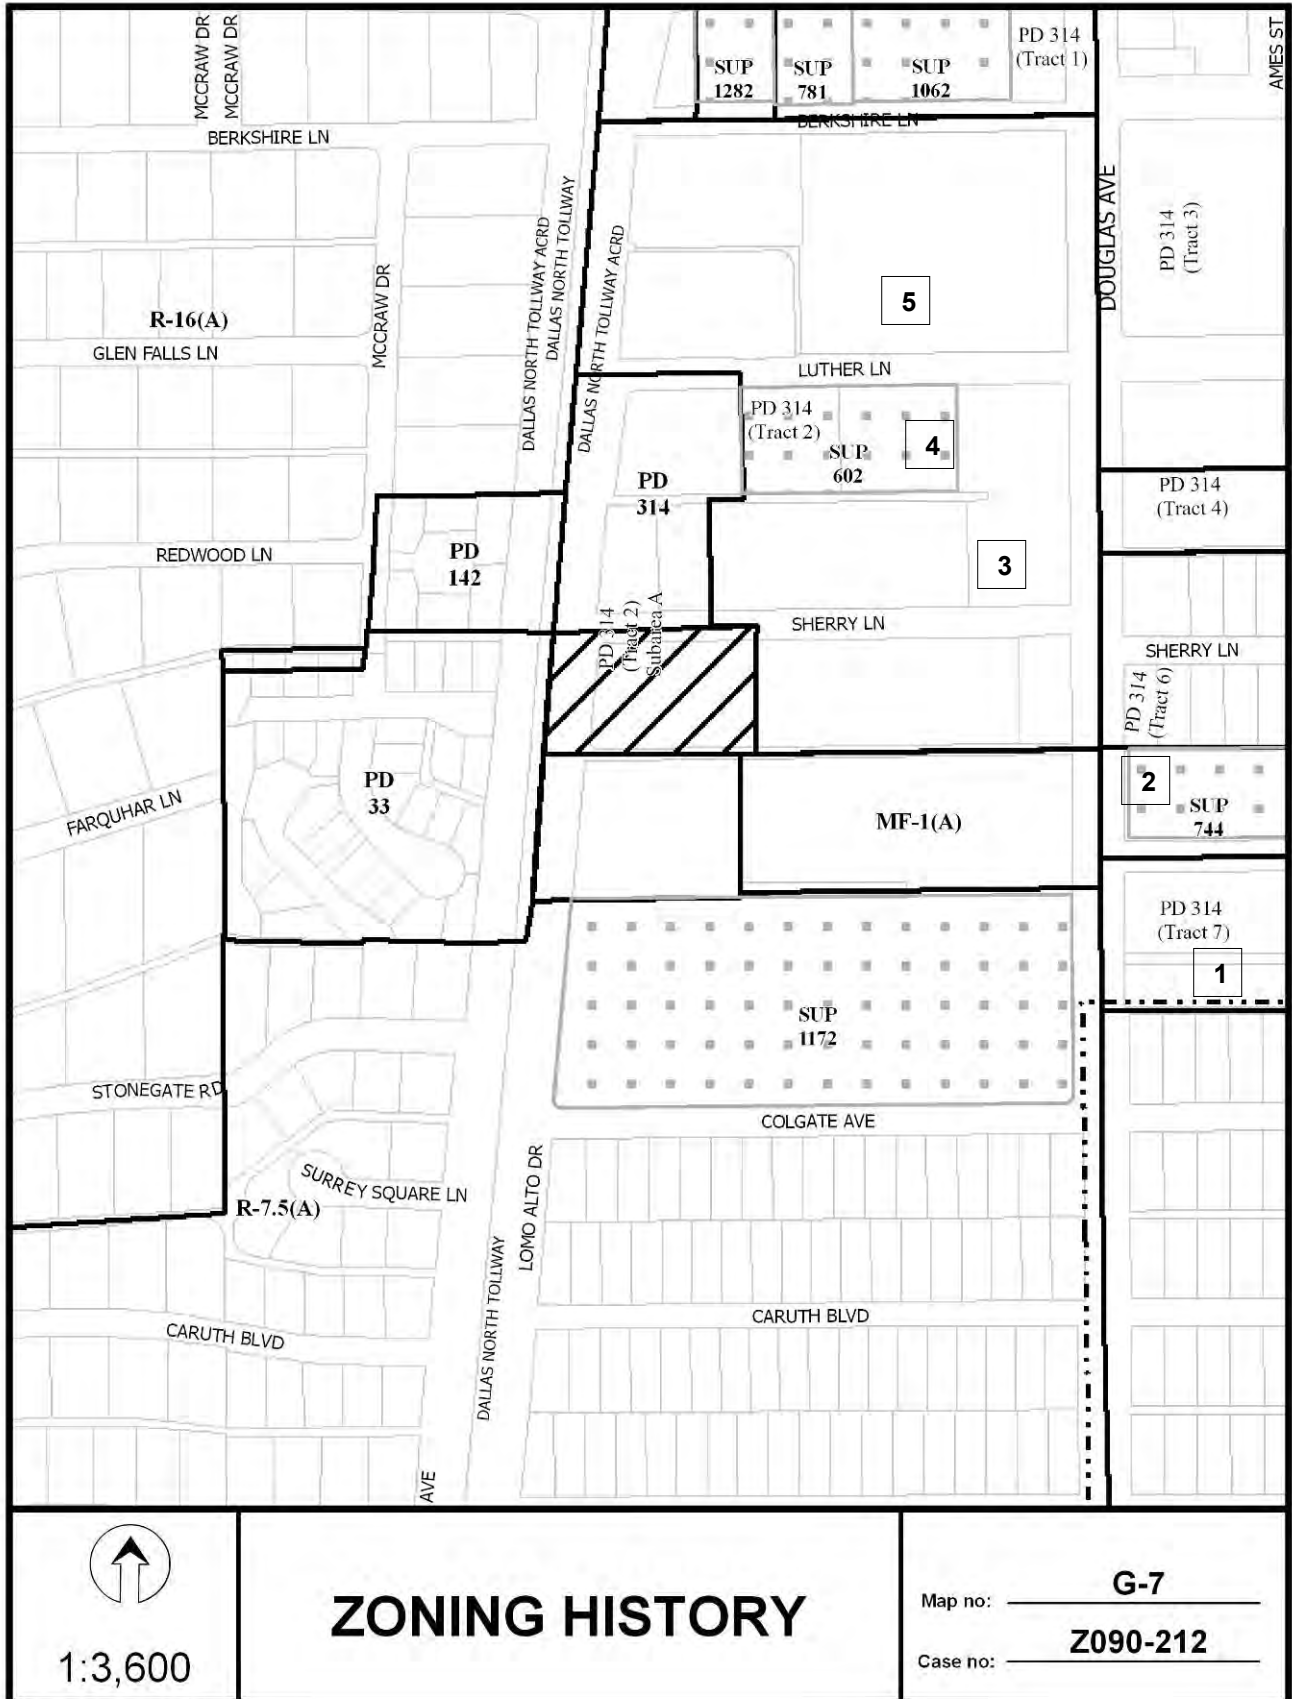 MCCRAW DR
MCCRAW DR
SUP
1282
SUP
781
SUP
1062
PD 314
(Tract 1)
AMES ST
BERKSHIRE LN
BERKSHIRE LN
DALLAS NORTH TOLLWAY ACRD
DALLAS NORTH TOLLWAY
DALLAS NORTH TOLLWAY ACRD
DOUGLAS AVE
PD 314
(Tract 3)
MCCRAW DR
5
R-16(A)
GLEN FALLS LN
LUTHER LN
PD 314
(Tract 2)
SUP
602
4
PD
314
PD 314
(Tract 4)
REDWOOD LN
PD
142
3
PD 314
(Tract 2)
Subarea A
SHERRY LN
SHERRY LN
PD 314
(Tract 6)
PD
33
FARQUHAR LN
MF-1(A)
2
SUP
744
PD 314
(Tract 7)
1
SUP
1172
STONEGATE RD
COLGATE AVE
SURREY SQUARE LN
R-7.5(A)
LOMO ALTO DR
DALLAS NORTH TOLLWAY
CARUTH BLVD
CARUTH BLVD
AVE
1:3,600
ZONING HISTORY
Map no: G-7
Case no: Z090-212